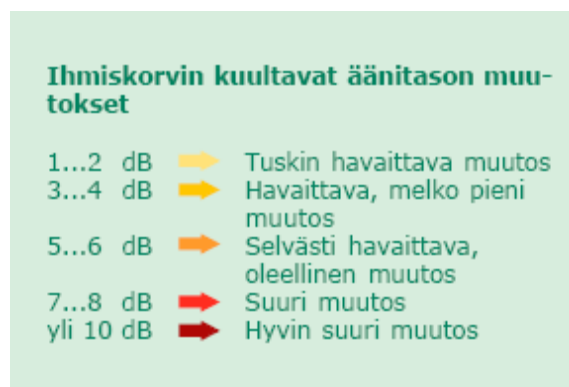 Ihmiskorvin kuultavat äänitason muu-
tokset
1...2 dB Tuskin havaittava muutos
3...4 dB Havaittava, melko pieni
muutos
5...6 dB Selvästi havaittava,
oleellinen muutos
7...8 dB Suuri muutos
yli 10 dB Hyvin suuri muutos